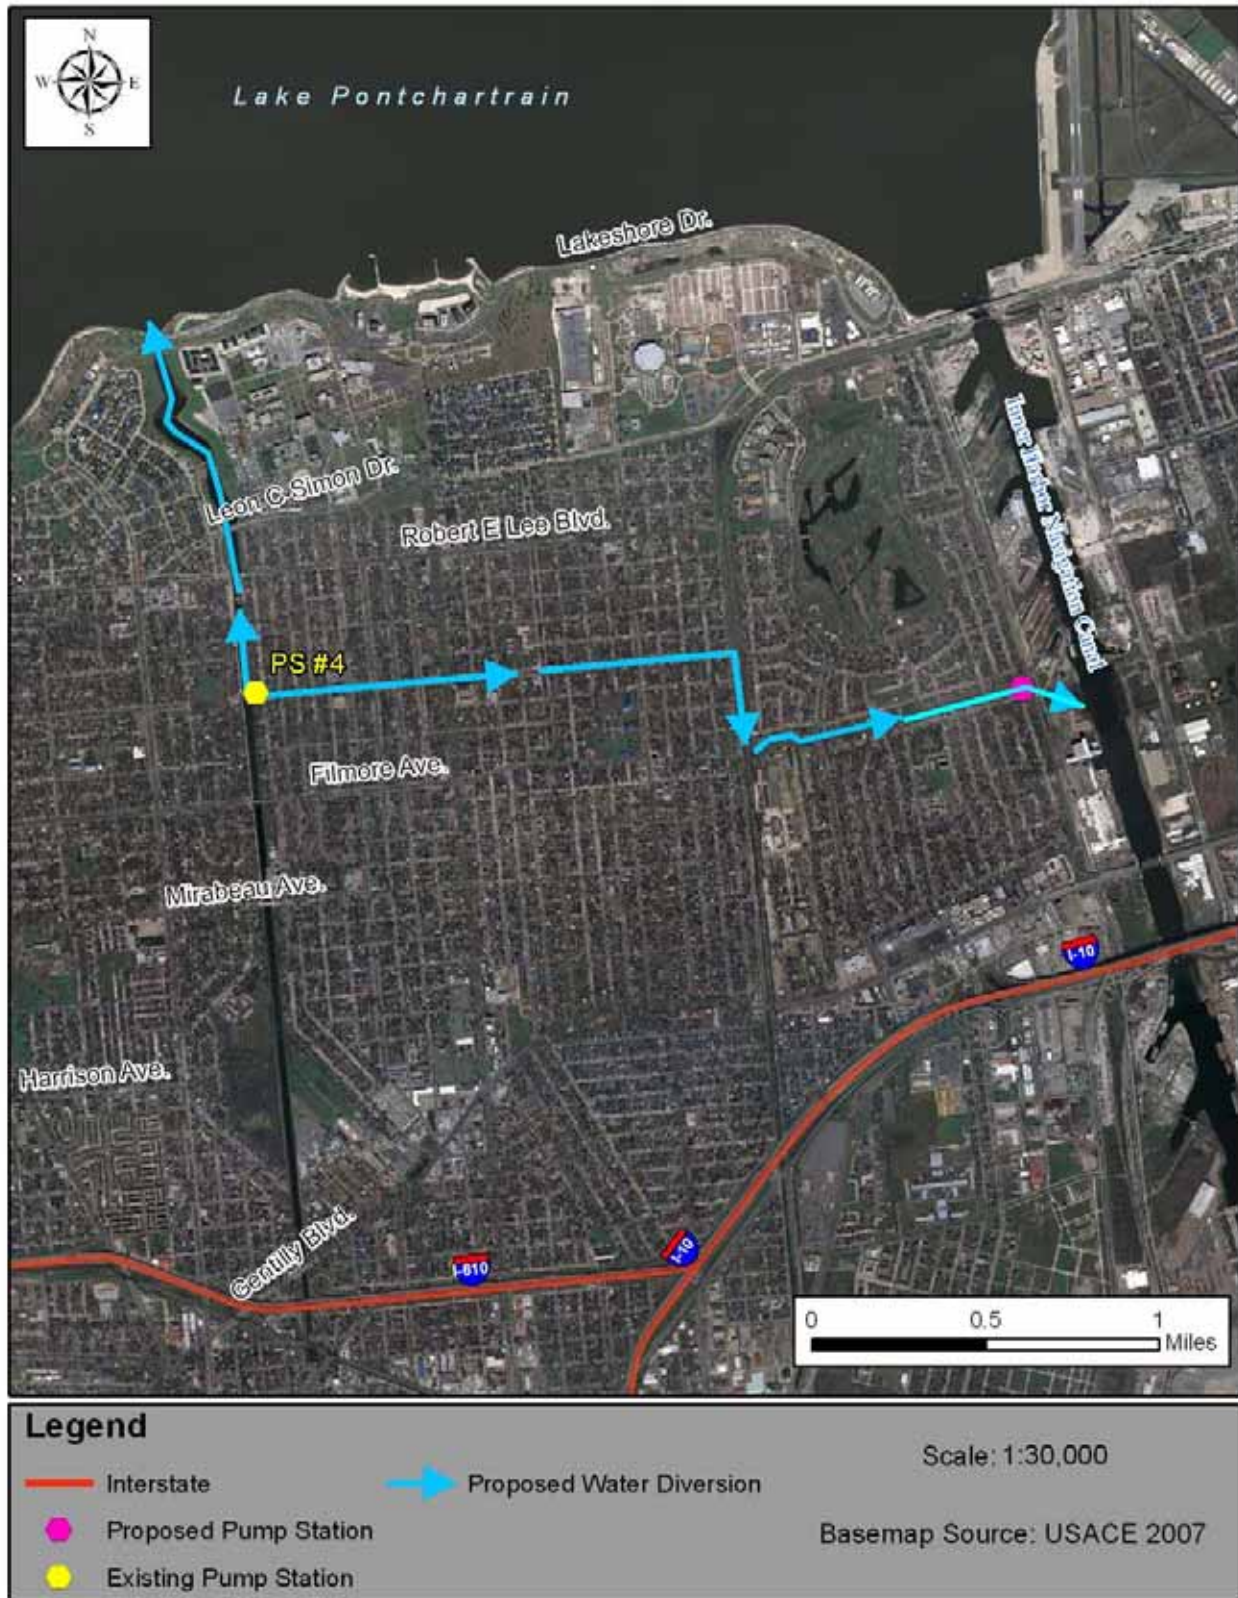 N
W E
S
Lake Pontchartrain
Lakeshore Dr.
Leon C Simon Dr.
Robert E Lee Blvd.
Inner Harbor Navigation Canal
PS #4
Filmore Ave.
Mirabeau Ave.
I-10
Harrison Ave.
Gentilly Blvd.
I-610
I-10
0 0.5 1
Miles
Legend
Interstate
Proposed Water Diversion
Scale: 1:30,000
Proposed Pump Station
Basemap Source: USACE 2007
Existing Pump Station